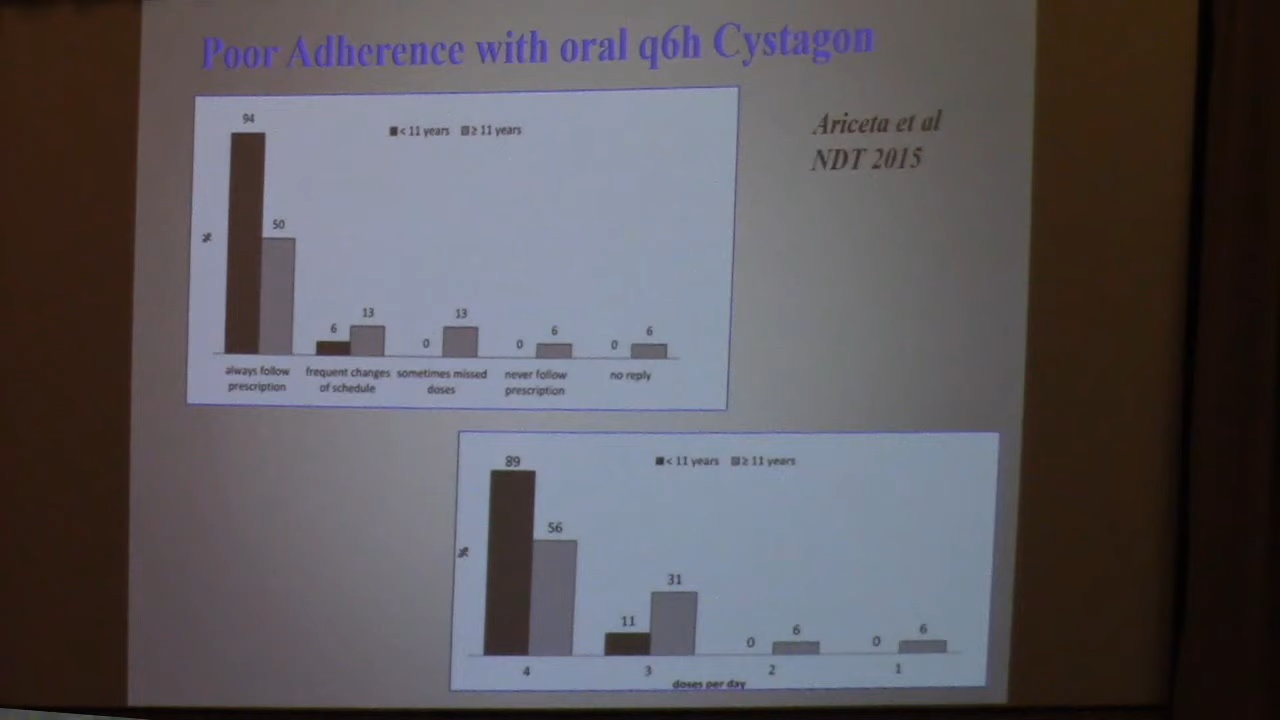 Poor Adherence with oral q6h Cystagon
Ariceta et al
NDT 2015
94
< 11 years ≥ 11 years
50
%
6
13
0
13
0
6
0
6
always follow
prescription
frequent changes
of schedule
sometimes missed
doses
never follow
prescription
no reply
89
< 11 years ≥ 11 years
56
%
11
31
0
6
0
6
4
3
2
1
doses per day